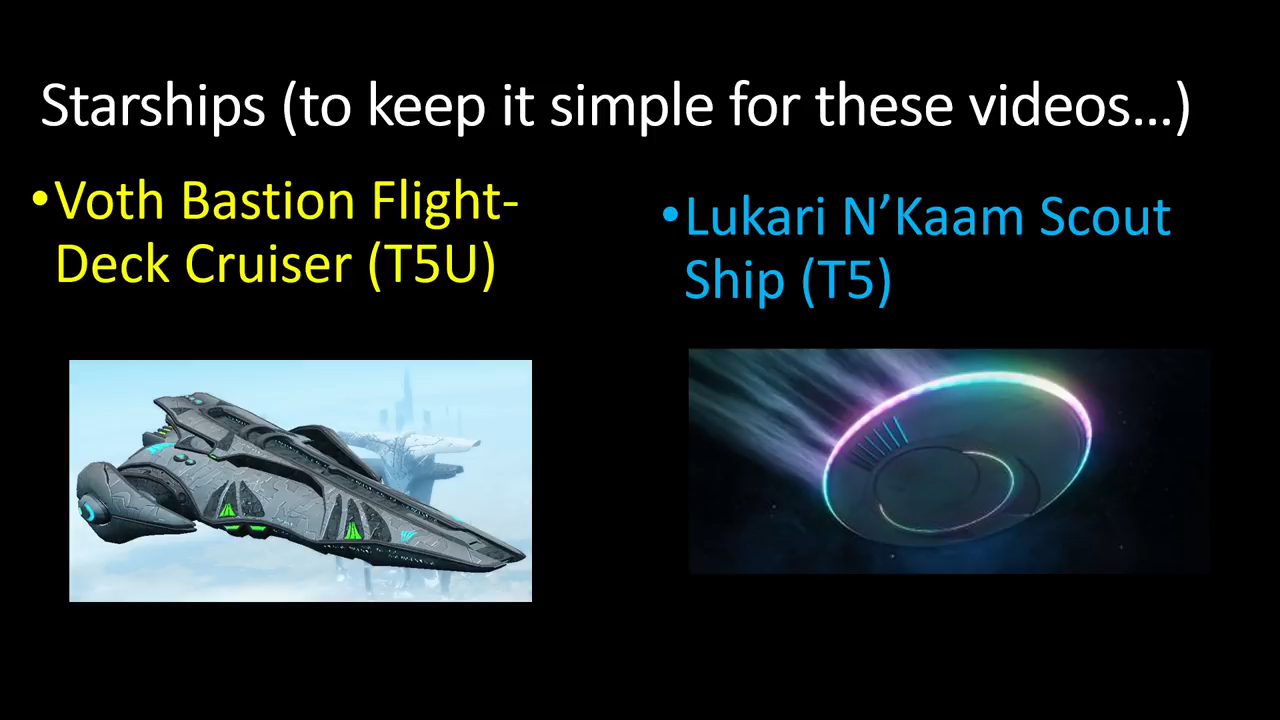 Starships (to keep it simple for these videos…)
•Voth Bastion Flight-
Deck Cruiser (T5U)
•Lukari N’Kaam Scout
Ship (T5)